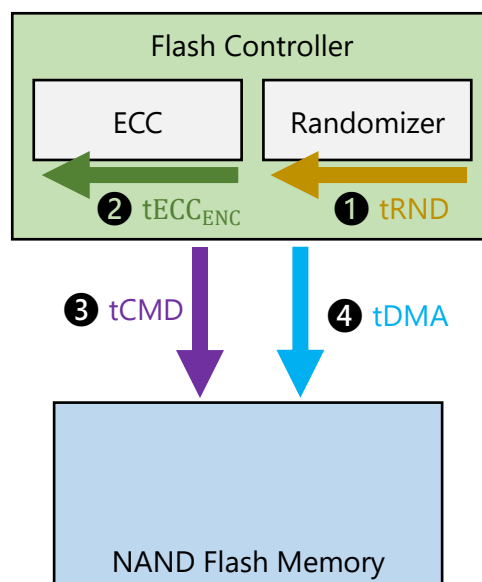 Flash Controller
ECC
Randomizer
❷ tECC_ENC
❶ tRND
❸ tCMD
❹ tDMA
NAND Flash Memory